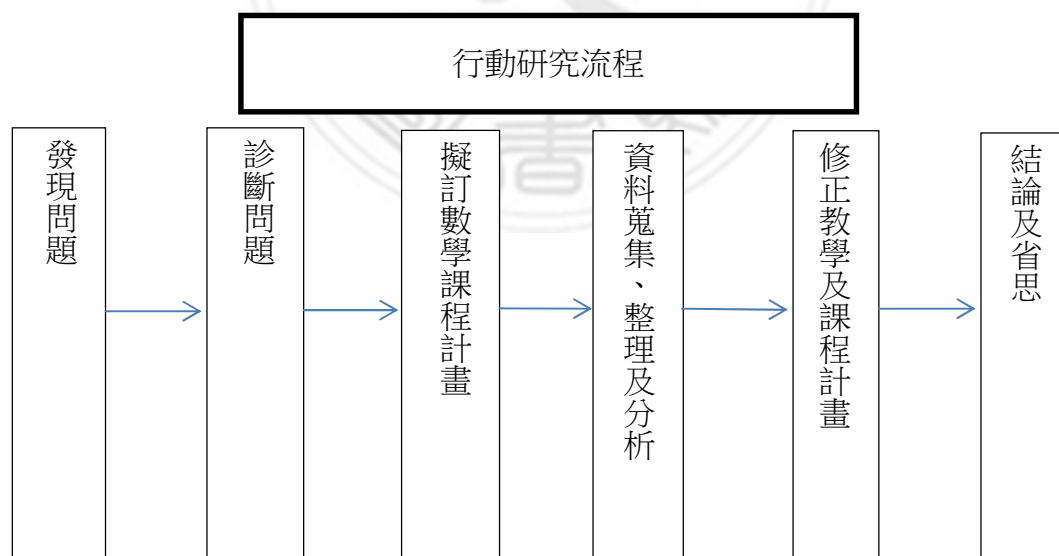 行動研究流程
發現問題
診斷問題
擬訂數學課程計畫
資料蒐集、整理及分析
修正教學及課程計畫
結論及省思
書